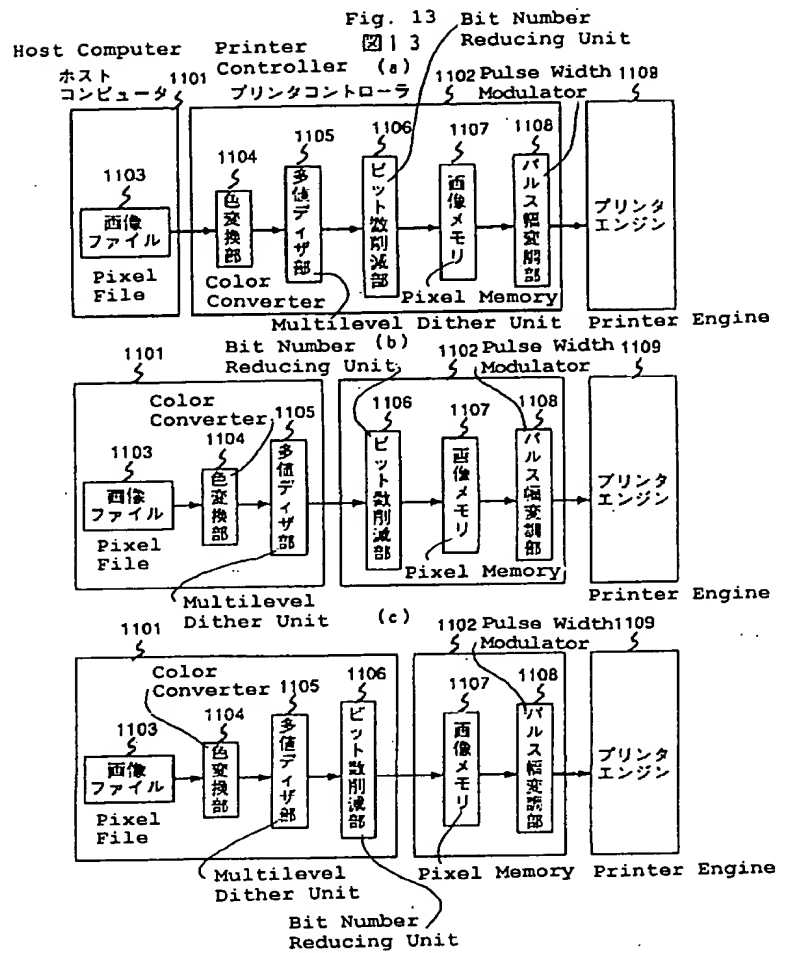 Fig. 13
図13
(a)
Host Computer
ホスト
コンピュータ
1101
Printer
Controller
プリンタコントローラ
Bit Number
Reducing Unit
1102
Pulse Width
Modulator
1109
1103
画像
ファイル
Pixel
File
1104
色変換部
Color
Converter
1105
多値ディザ部
Multilevel Dither Unit
1106
ビット数削減部
1107
画像メモリ
Pixel Memory
1108
パルス幅変調部
プリンタ
エンジン
Printer Engine
(b)
1101
Bit Number
Reducing Unit
1102
Pulse Width
Modulator
1109
Color
Converter
1103
画像
ファイル
Pixel
File
1104
色変換部
1105
多値ディザ部
Multilevel
Dither Unit
1106
ビット数削減部
1107
画像メモリ
Pixel Memory
1108
パルス幅変調部
プリンタ
エンジン
Printer Engine
(c)
1101
1102
Pulse Width
Modulator
1109
Color
Converter
1103
画像
ファイル
Pixel
File
1104
色変換部
1105
多値ディザ部
Multilevel
Dither Unit
1106
ビット数削減部
Bit Number
Reducing Unit
1107
画像メモリ
Pixel Memory
1108
パルス幅変調部
プリンタ
エンジン
Printer Engine